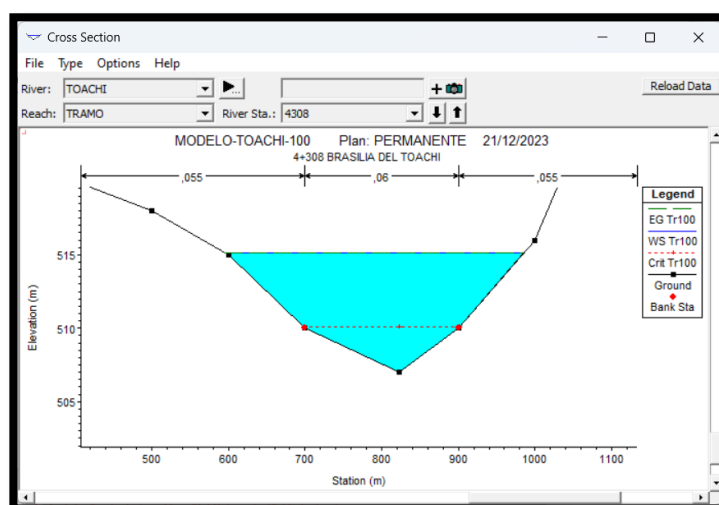 Cross Section
File Type Options Help
River: TOACHI Reload Data
Reach: TRAMO River Sta.: 4308
MODELO-TOACHI-100 Plan: PERMANENTE 21/12/2023
4+308 BRASILIA DEL TOACHI
,055 ,06 ,055
Legend
EG Tr100
WS Tr100
Crit Tr100
Ground
Bank Sta
515
510
505
Elevation (m)
500 600 700 800 900 1000 1100
Station (m)